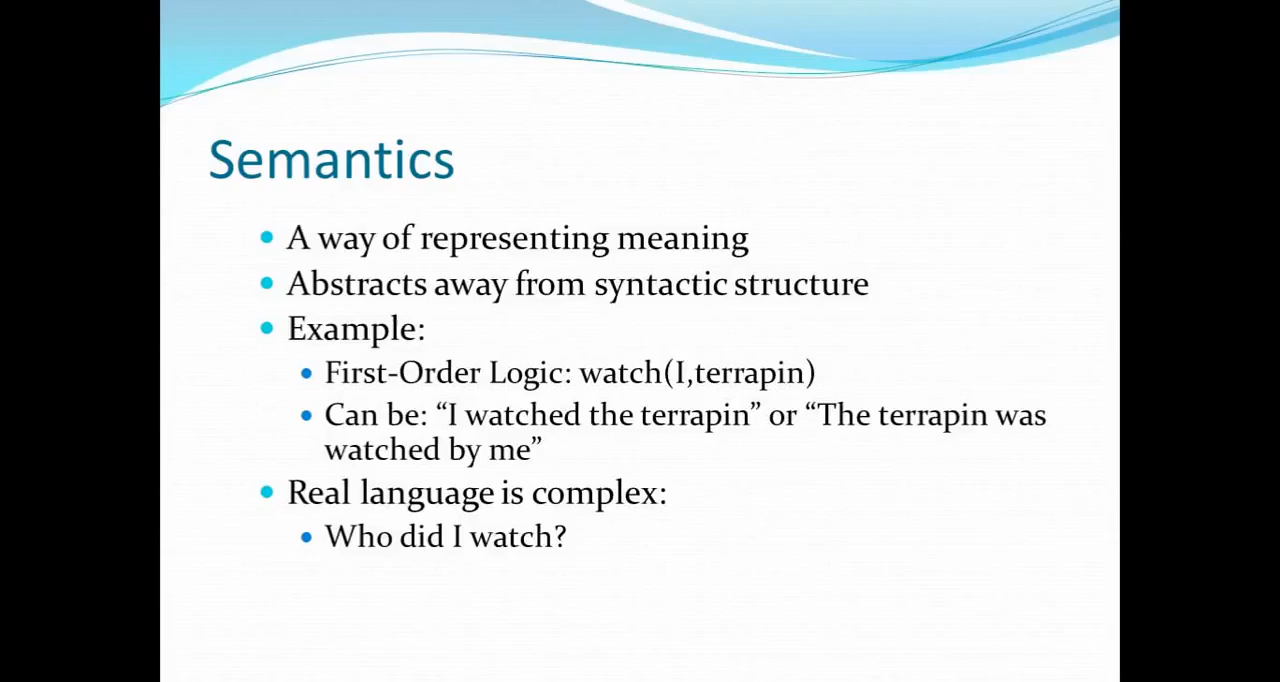 Semantics
A way of representing meaning
Abstracts away from syntactic structure
Example:
First-Order Logic: watch(I,terrapin)
Can be: “I watched the terrapin” or “The terrapin was
watched by me”
Real language is complex:
Who did I watch?